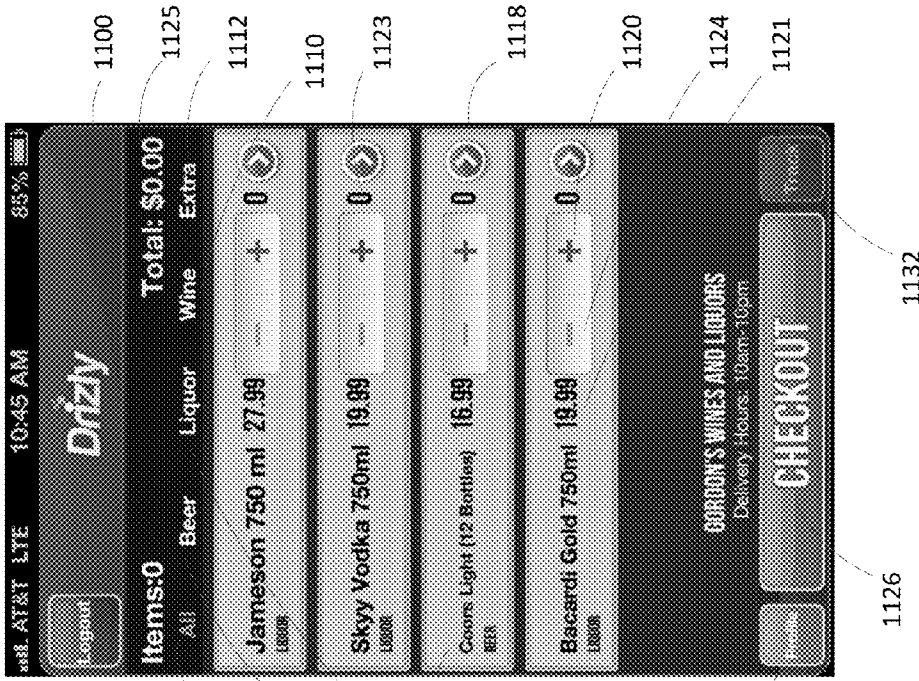 AT&T LTE 10:45 AM 85%
Logout Drizly
Items:0 Total: $0.00
All Beer Liquor Wine Extra
Jameson 750 ml 27.99 - + 0
LIQUOR
Skyy Vodka 750ml 19.99 - + 0
LIQUOR
Coors Light (12 Bottles) 16.99 - + 0
BEER
Bacardi Gold 750ml 19.99 - + 0
LIQUOR
GORDON'S WINES AND LIQUORS
Delivery Hours: 10am-10pm
CHECKOUT
1100
1125
1112
1110
1123
1118
1120
1124
1121
1126
1132